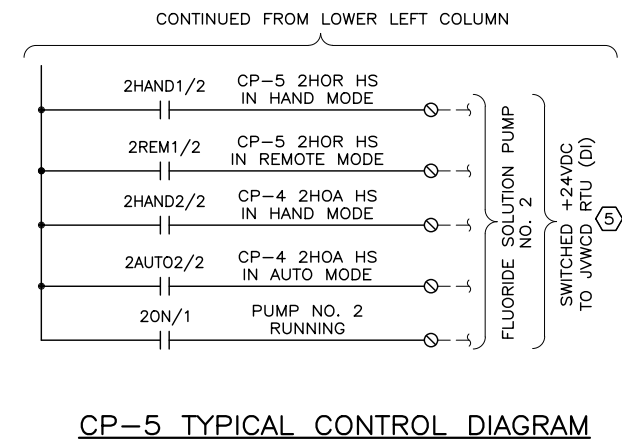 CONTINUED FROM LOWER LEFT COLUMN
2HAND1/2
CP-5 2HOR HS
IN HAND MODE
2REM1/2
CP-5 2HOR HS
IN REMOTE MODE
2HAND2/2
CP-4 2HOA HS
IN HAND MODE
2AUTO2/2
CP-4 2HOA HS
IN AUTO MODE
2ON/1
PUMP NO. 2
RUNNING
FLUORIDE SOLUTION PUMP
NO. 2
SWITCHED +24VDC
TO JVWCD RTU (DI)
5
CP-5 TYPICAL CONTROL DIAGRAM